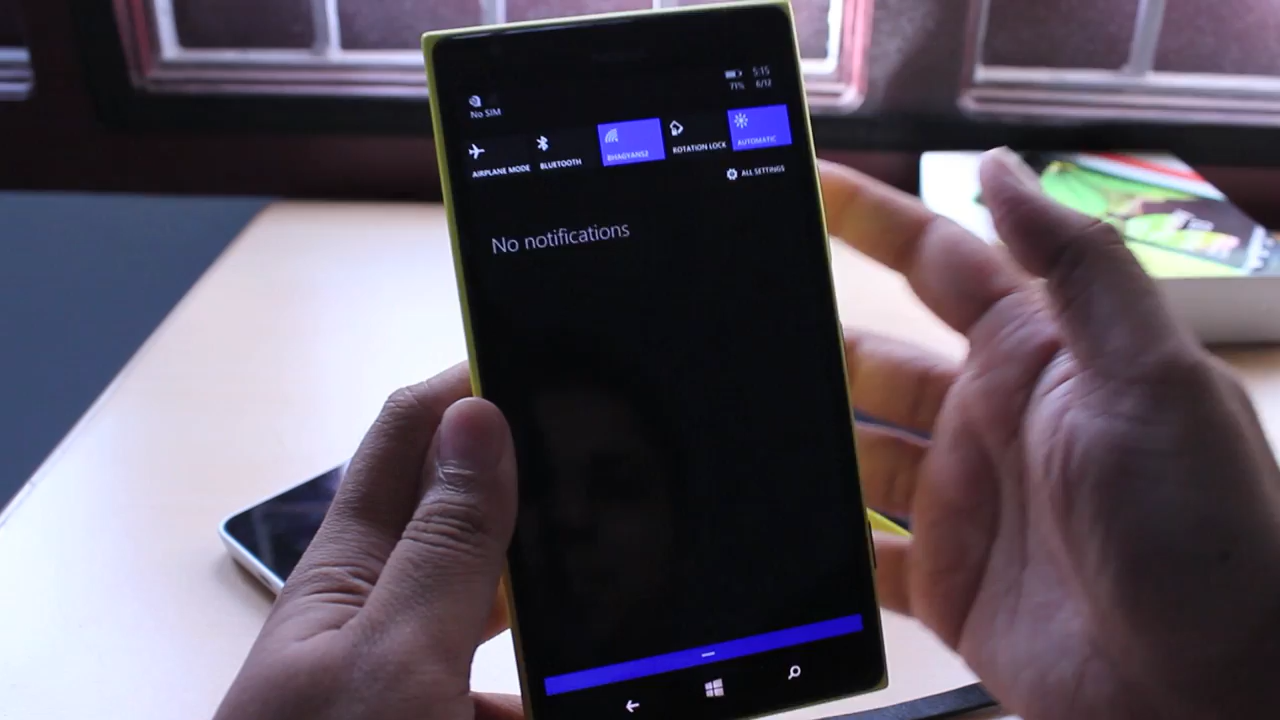 5:15
71% 6/12
No SIM
AIRPLANE MODE
BLUETOOTH
BHAGYANS2
ROTATION LOCK
AUTOMATIC
ALL SETTINGS
No notifications